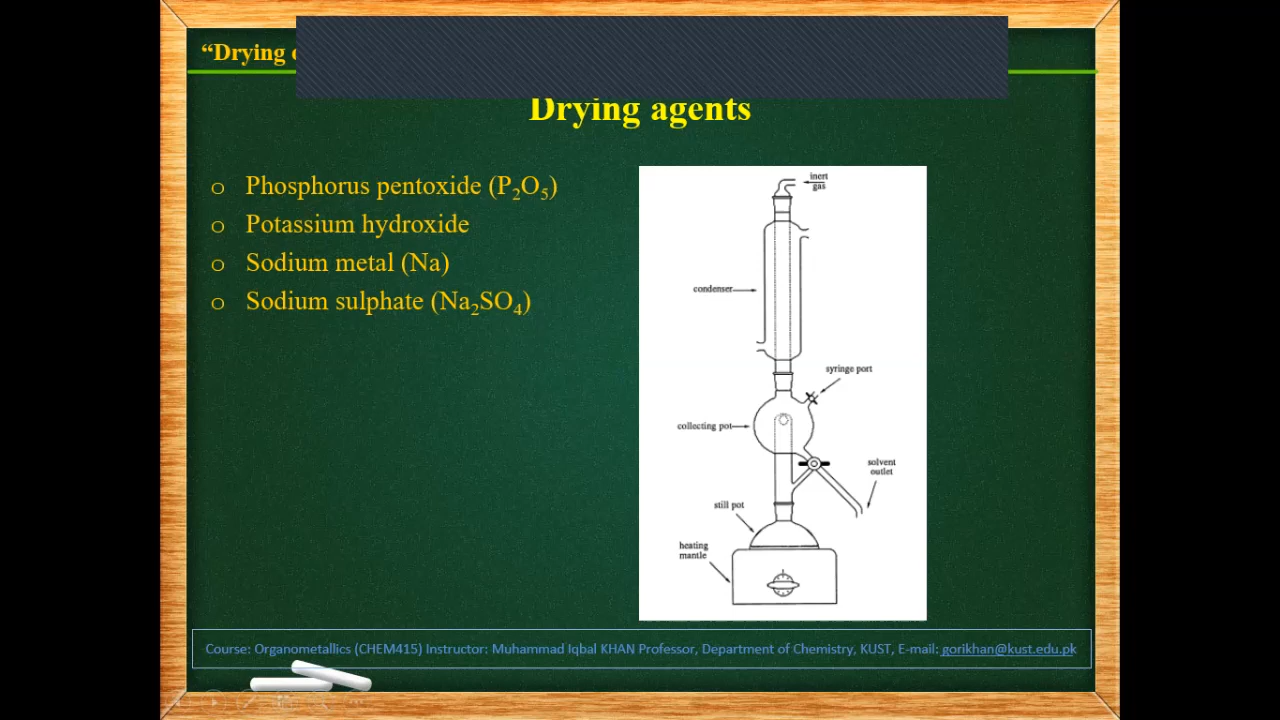 “Drying
Drying agents
o Phosphorus pentoxide (P₂O₅)
o Potassium hydroxide
o Sodium metal (Na)
o Sodium sulphate (Na₂SO₄)
inert
gas
condenser
syringe port
collecting pot
solvent
outlet
still pot
heating
mantle
Course: Organometallics (CHEM415) Instructor: Muhammad Iqbal KHAN Professor, Department of Chemistry, KUST, E-mail: gorikhan@kust.edu.pk